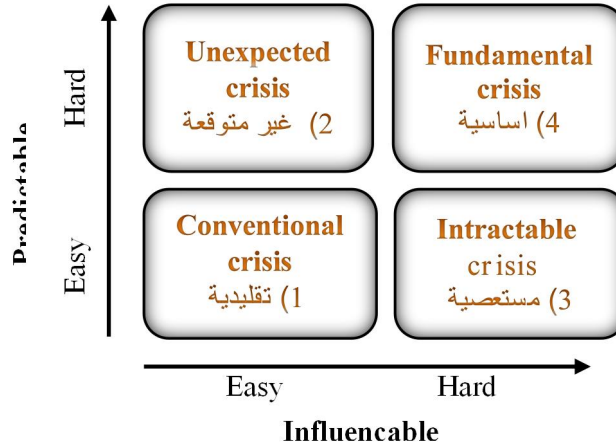 Unexpected
crisis
2) غير متوقعة
Fundamental
crisis
4) اساسية
Hard
Predictable
Easy
Conventional
crisis
1) تقليدية
Intractable
crisis
3) مستعصية
Easy
Hard
Influencable